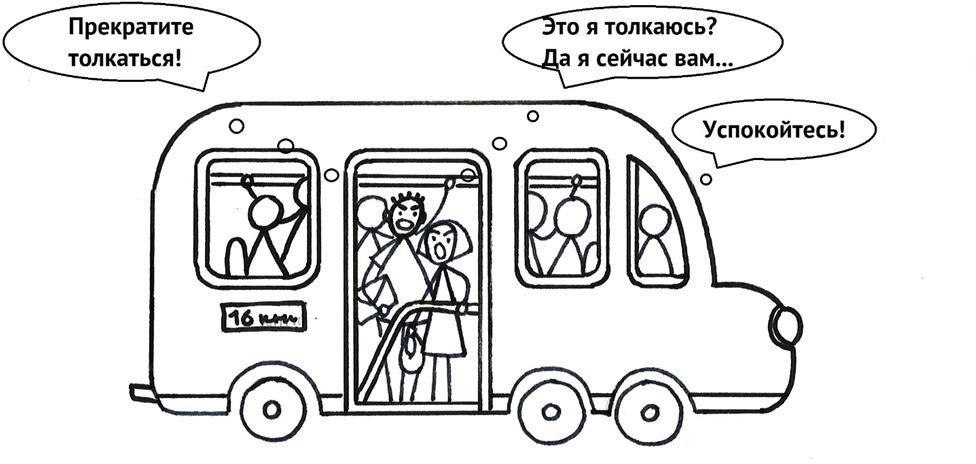 Прекратите
толкаться!
Это я толкаюсь?
Да я сейчас вам...
Успокойтесь!
16